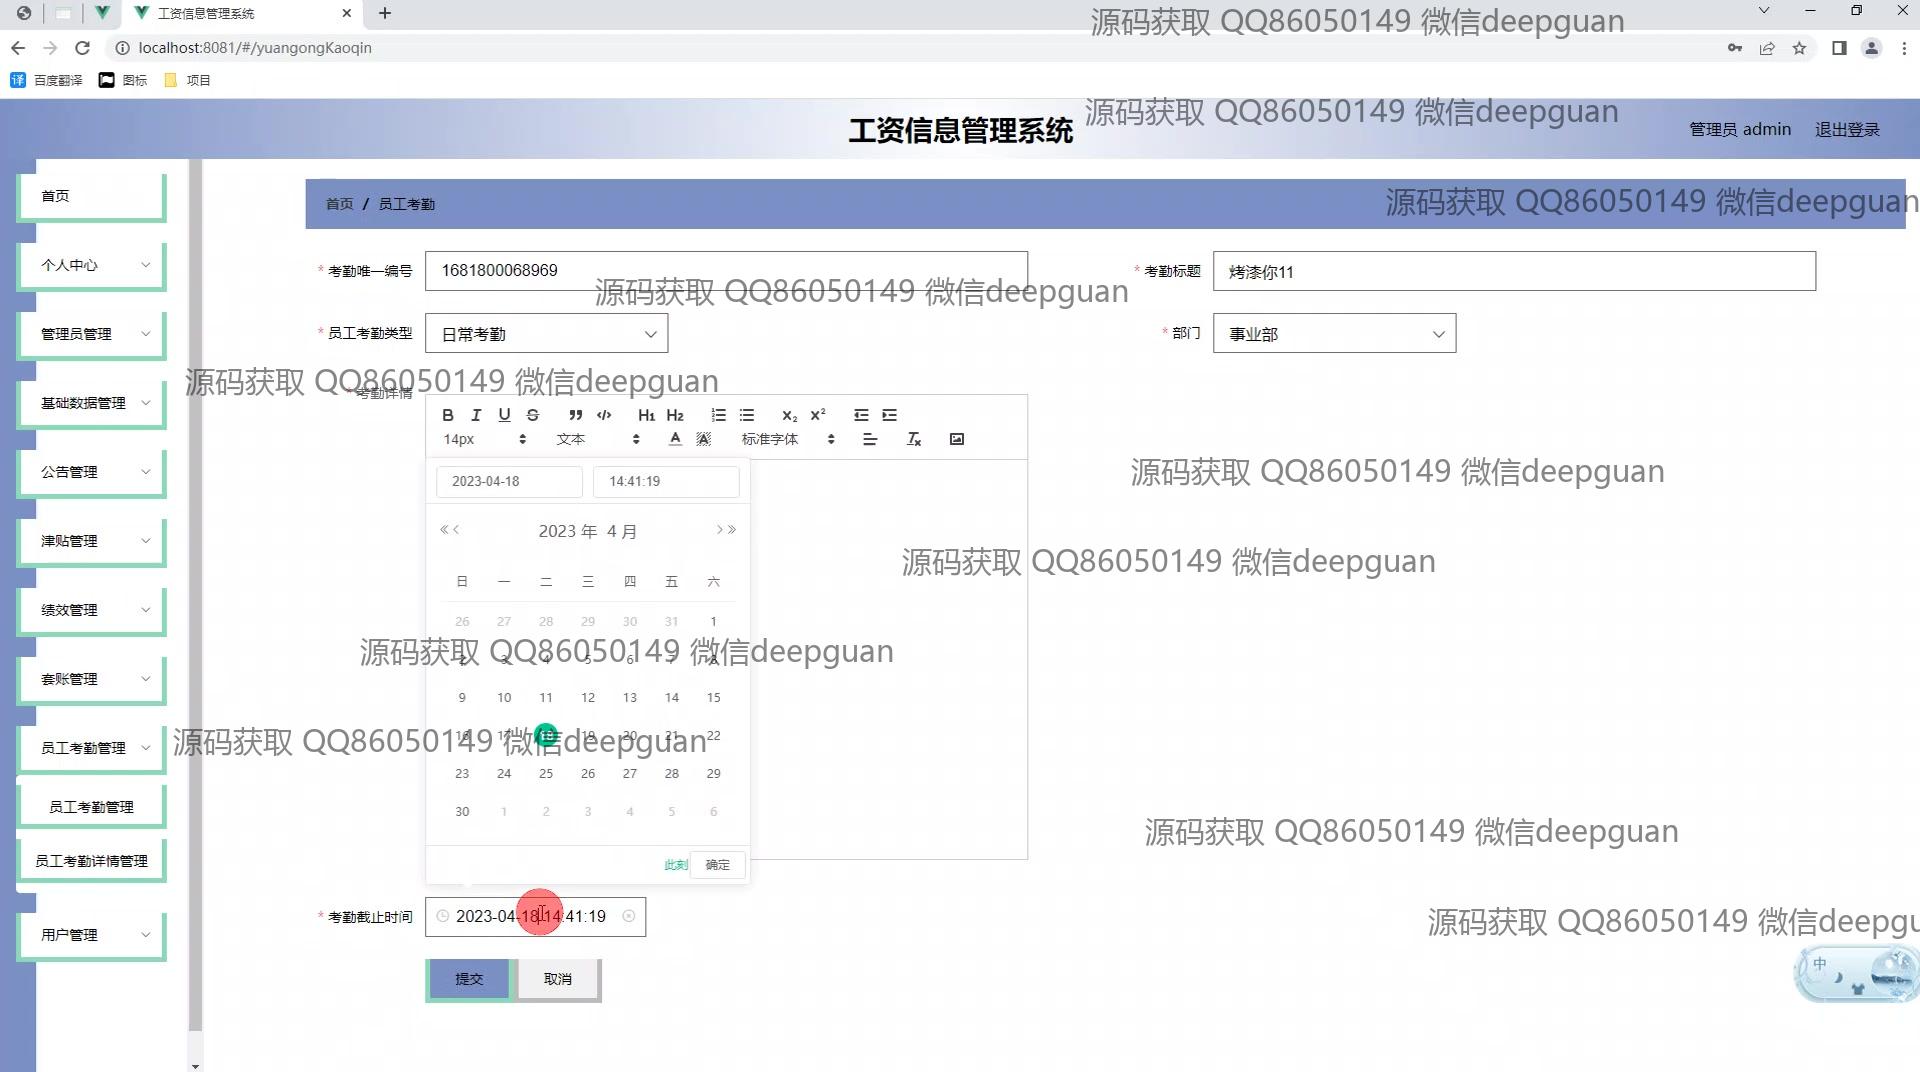 工资信息管理系统
源码获取 QQ86050149 微信deepguan
localhost:8081/#/yuangongKaoqin
译 百度翻译 图标 项目
源码获取 QQ86050149 微信deepguan
工资信息管理系统
管理员 admin 退出登录
首页
首页 / 员工考勤
源码获取 QQ86050149 微信deepguan
个人中心
* 考勤唯一编号 1681800068969
* 考勤标题 烤漆你11
源码获取 QQ86050149 微信deepguan
管理员管理
* 员工考勤类型 日常考勤
* 部门 事业部
源码获取 QQ86050149 微信deepguan
* 考勤详情
基础数据管理
B I U S ” </> H1 H2 X₂ X²
14px 文本 A A 标准字体 Tx
公告管理
2023-04-18 14:41:19
源码获取 QQ86050149 微信deepguan
2023 年 4 月
津贴管理
源码获取 QQ86050149 微信deepguan
日 一 二 三 四 五 六
绩效管理
26 27 28 29 30 31 1
2 3 4 5 6 7 8
源码获取 QQ86050149 微信deepguan
套账管理
9 10 11 12 13 14 15
16 17 18 19 20 21 22
员工考勤管理
源码获取 QQ86050149 微信deepguan
23 24 25 26 27 28 29
员工考勤管理
30 1 2 3 4 5 6
源码获取 QQ86050149 微信deepguan
员工考勤详情管理
此刻 确定
* 考勤截止时间 2023-04-18 14:41:19
源码获取 QQ86050149 微信deepgu
用户管理
中
提交 取消